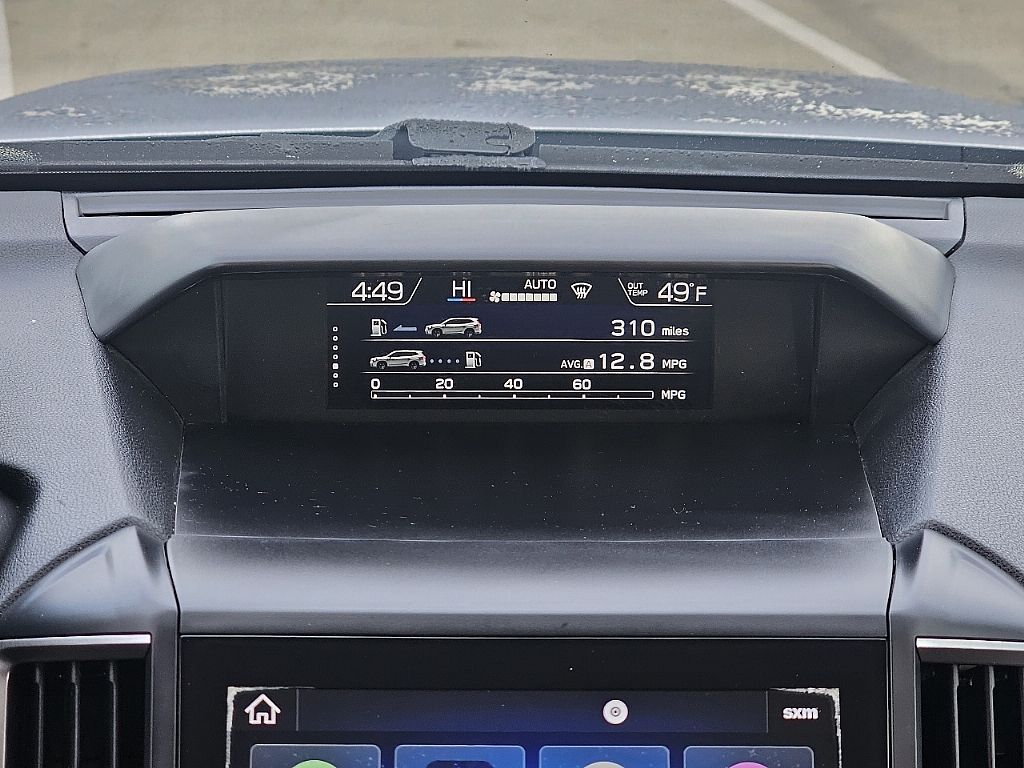 4:49 HI AUTO OUT TEMP 49°F
310 miles
AVG. A 12.8 MPG
0 20 40 60 MPG
sxm